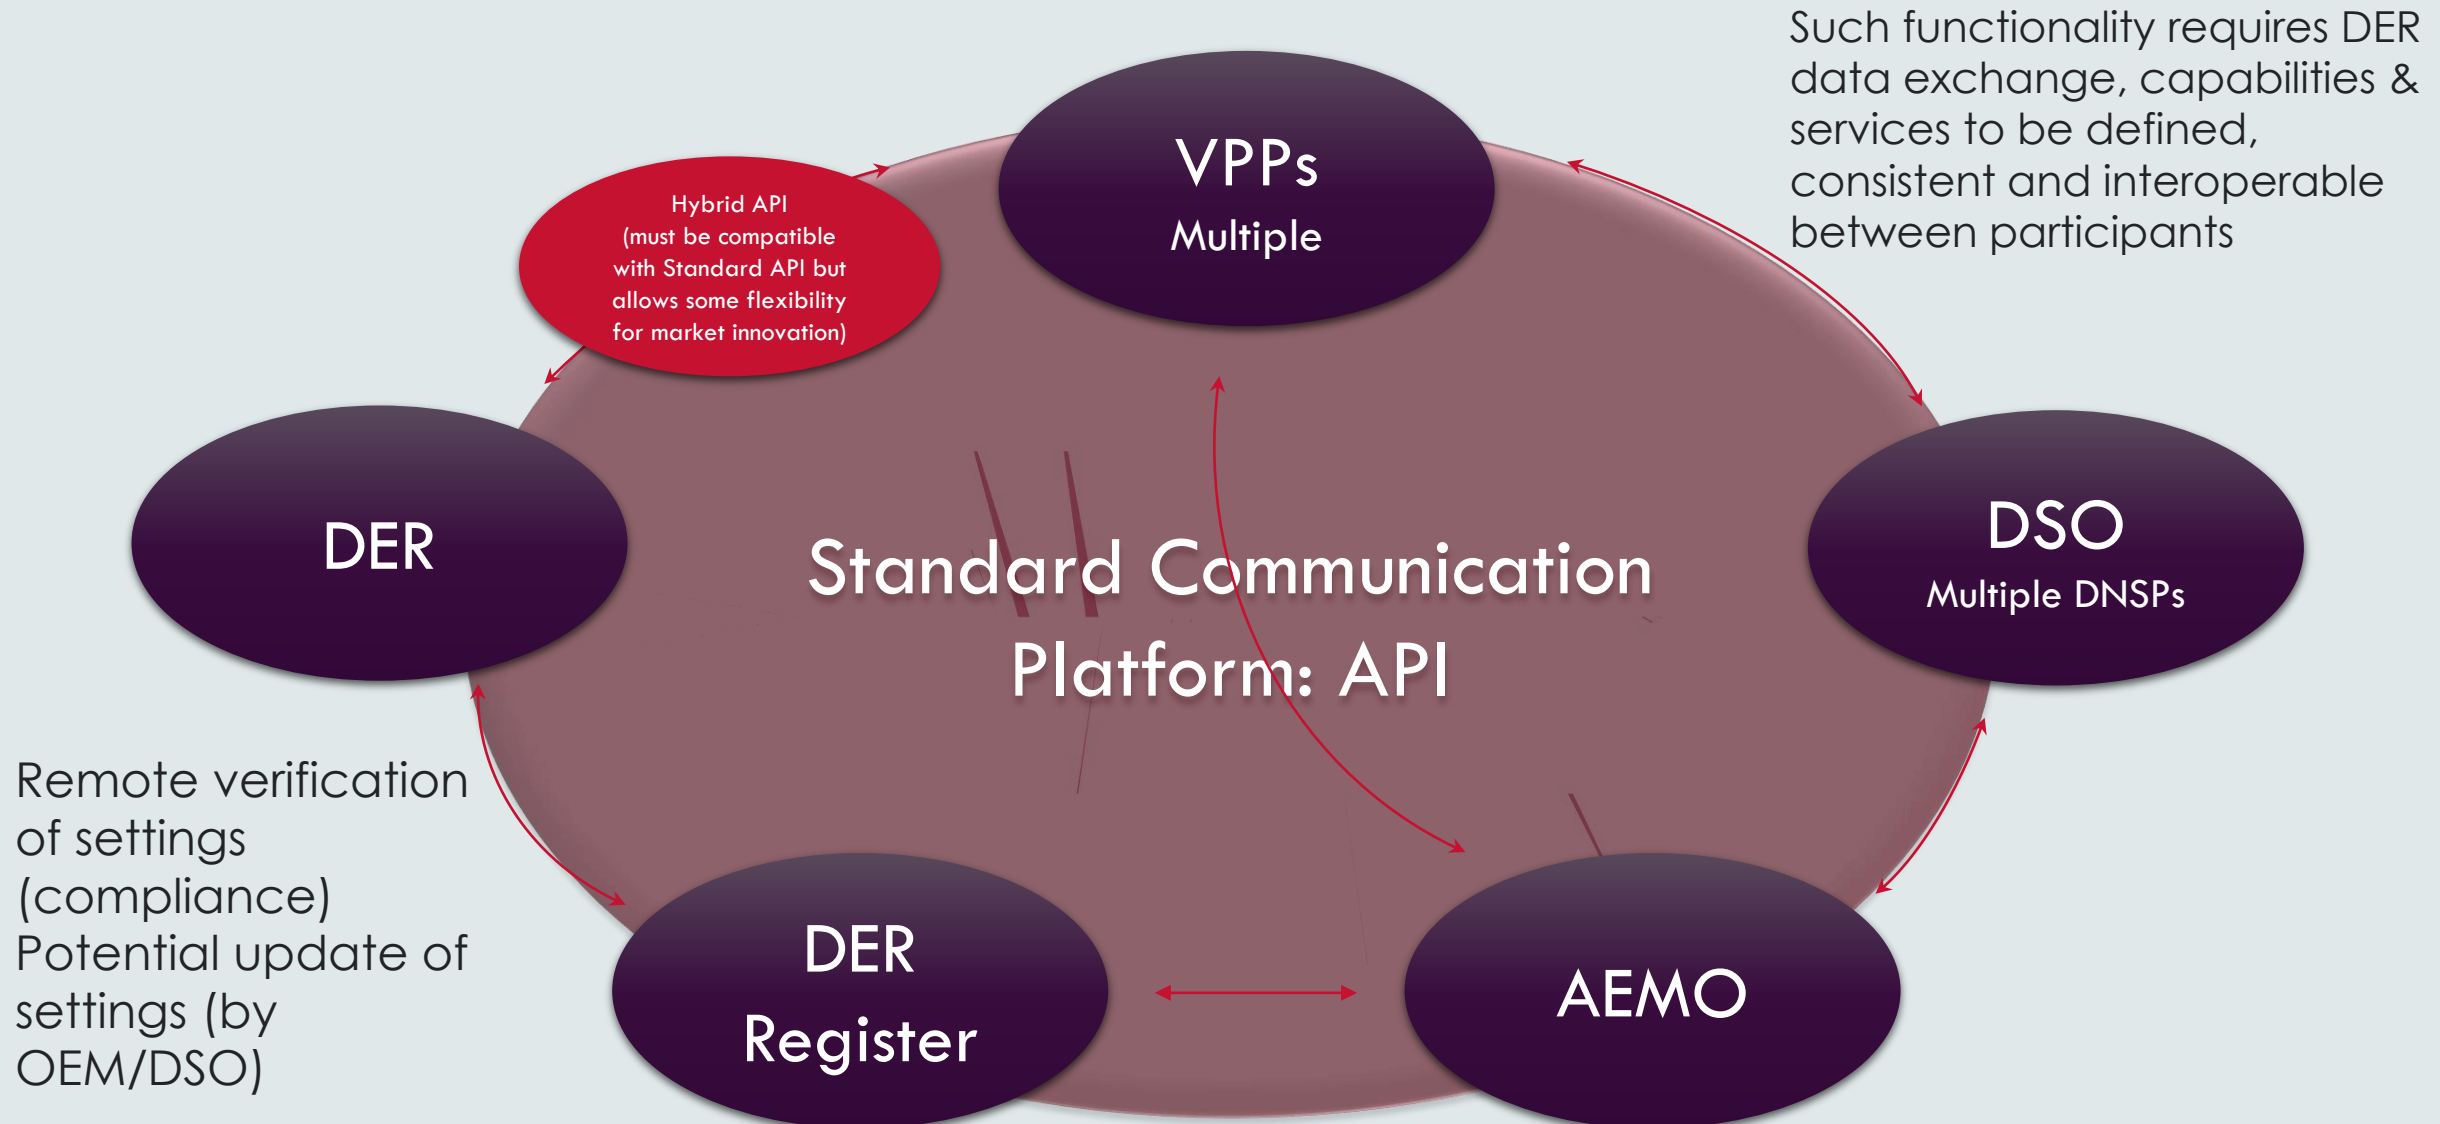 Such functionality requires DER
data exchange, capabilities &
services to be defined,
consistent and interoperable
between participants
VPPs
Multiple
Hybrid API
(must be compatible
with Standard API but
allows some flexibility
for market innovation)
DER
DSO
Multiple DNSPs
Standard Communication
Platform: API
Remote verification
of settings
(compliance)
Potential update of
settings (by
OEM/DSO)
DER
Register
AEMO